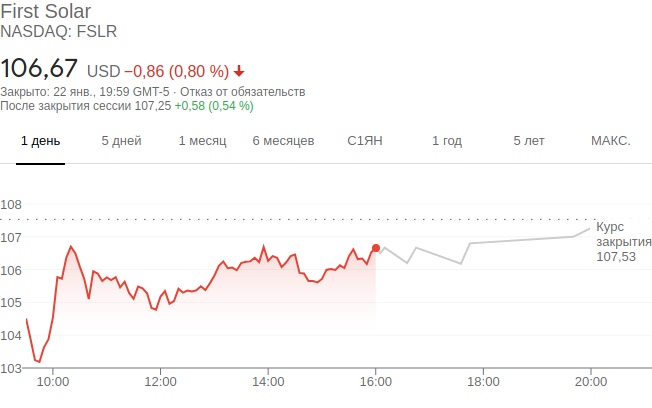 First Solar
NASDAQ: FSLR
106,67 USD −0,86 (0,80 %)
Закрыто: 22 янв., 19:59 GMT-5 · Отказ от обязательств
После закрытия сессии 107,25 +0,58 (0,54 %)
1 день 5 дней 1 месяц 6 месяцев С1ЯН 1 год 5 лет МАКС.
108
107
106
105
104
103
Курс
закрытия
107,53
10:00 12:00 14:00 16:00 18:00 20:00